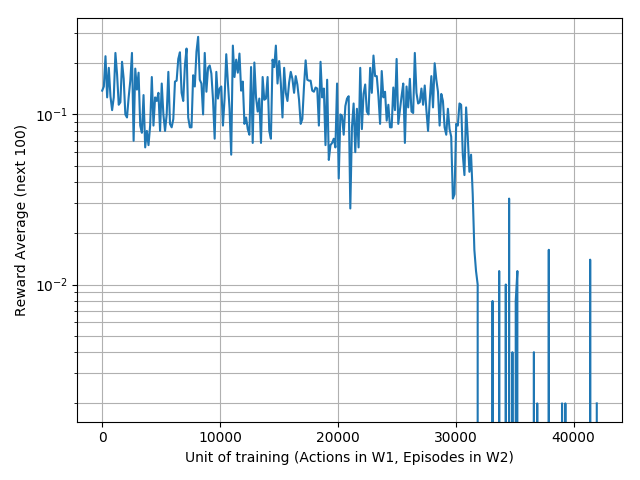 Reward Average (next 100)
10⁻¹
10⁻²
0 10000 20000 30000 40000
Unit of training (Actions in W1, Episodes in W2)